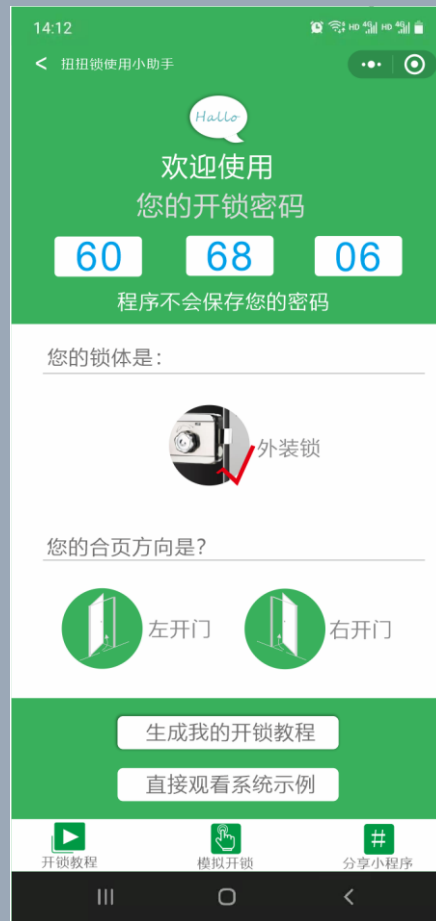 14:12
HD 4G HD 4G
< 扭扭锁使用小助手
Hallo
欢迎使用
您的开锁密码
60 68 06
程序不会保存您的密码
您的锁体是：
外装锁
您的合页方向是？
左开门 右开门
生成我的开锁教程
直接观看系统示例
开锁教程 模拟开锁 分享小程序